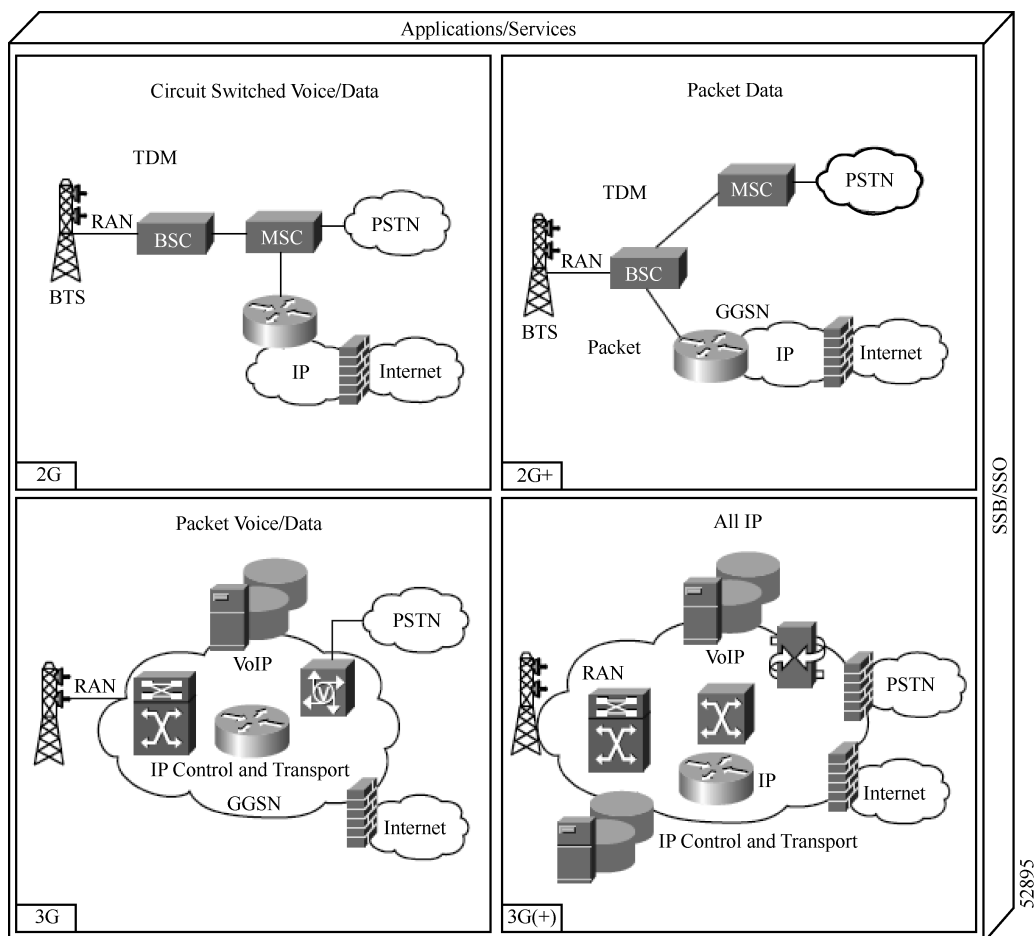 Applications/Services
Circuit Switched Voice/Data
TDM
RAN
BSC
MSC
PSTN
BTS
IP
Internet
2G
Packet Data
TDM
MSC
PSTN
RAN
BSC
BTS
Packet
GGSN
IP
Internet
2G+
Packet Voice/Data
PSTN
VoIP
RAN
V
IP Control and Transport
GGSN
Internet
3G
All IP
VoIP
RAN
PSTN
IP
Internet
IP Control and Transport
3G(+)
SSB/SSO
52895